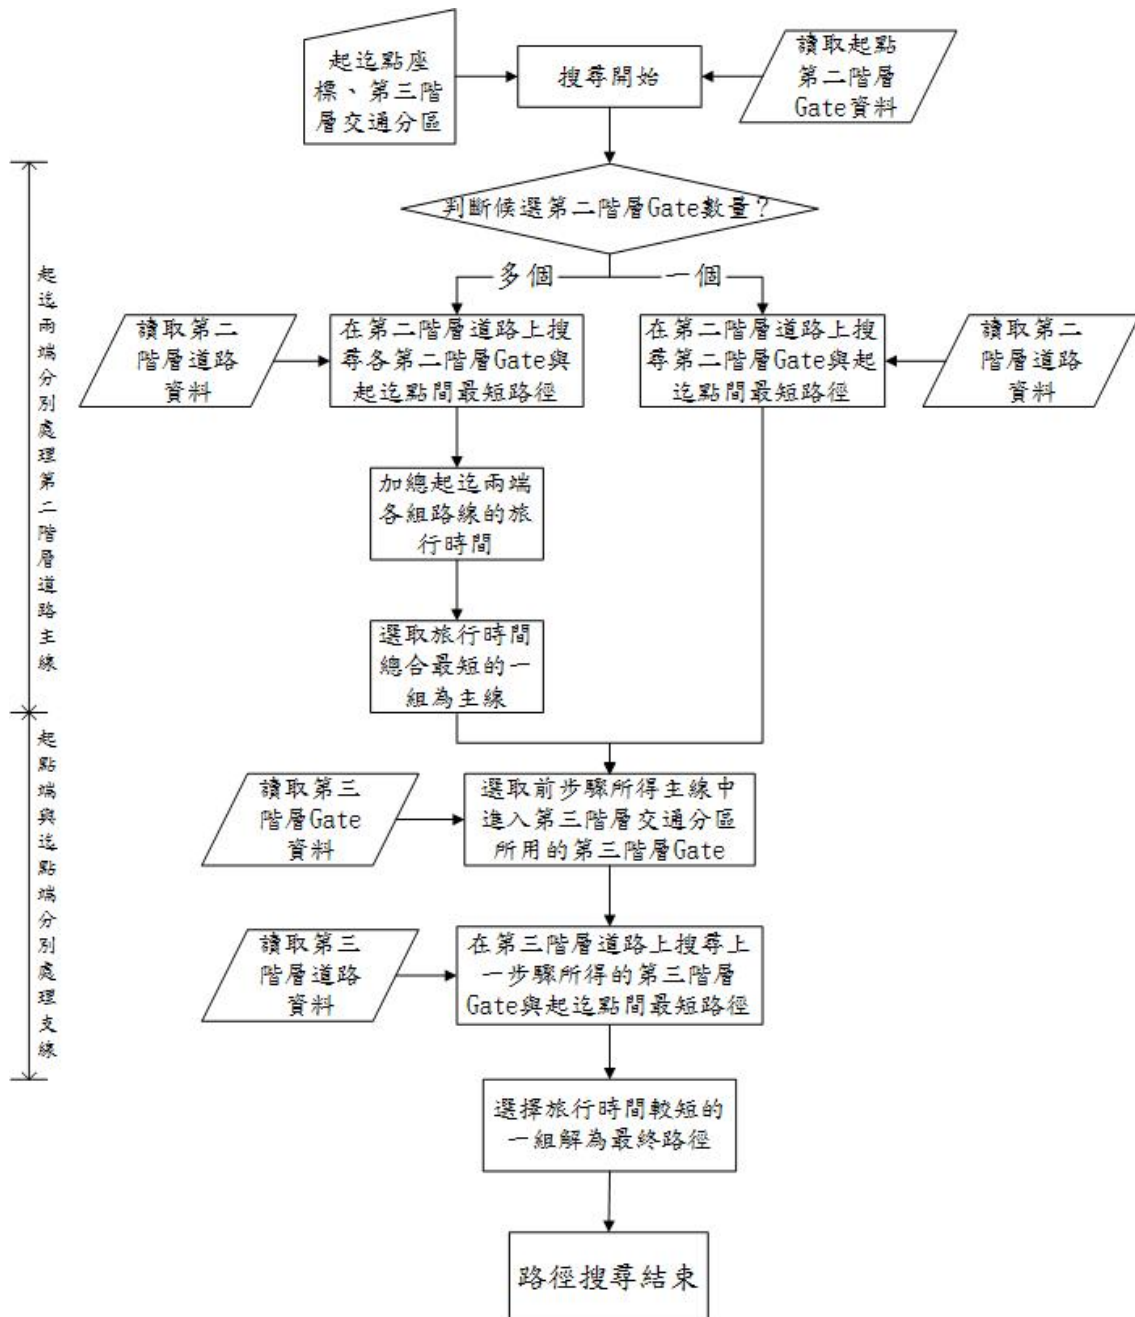 起迄點座
標、第三階
層交通分區
搜尋開始
讀取起點
第二階層
Gate資料
判斷候選第二階層Gate數量？
多個
一個
讀取第二
階層道路
資料
在第二階層道路上搜
尋各第二階層Gate與
起迄點間最短路徑
在第二階層道路上搜
尋第二階層Gate與起
迄點間最短路徑
讀取第二
階層道路
資料
起迄兩端分別處理第二階層道路主線
加總起迄兩端
各組路線的旅
行時間
選取旅行時間
總合最短的一
組為主線
起點端與迄點端分別處理支線
讀取第三
階層Gate
資料
選取前步驟所得主線中
進入第三階層交通分區
所用的第三階層Gate
讀取第三
階層道路
資料
在第三階層道路上搜尋上
一步驟所得的第三階層
Gate與起迄點間最短路徑
選擇旅行時間較短的
一組解為最終路徑
路徑搜尋結束